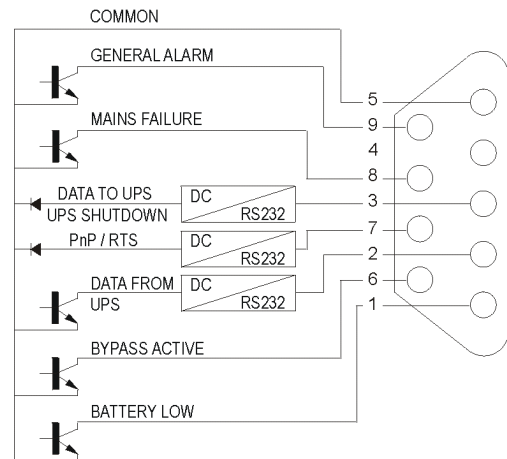 COMMON
GENERAL ALARM
5
9
MAINS FAILURE
4
8
DATA TO UPS
UPS SHUTDOWN
DC
RS232
3
PnP / RTS
DC
RS232
7
2
DATA FROM
UPS
DC
RS232
6
1
BYPASS ACTIVE
BATTERY LOW